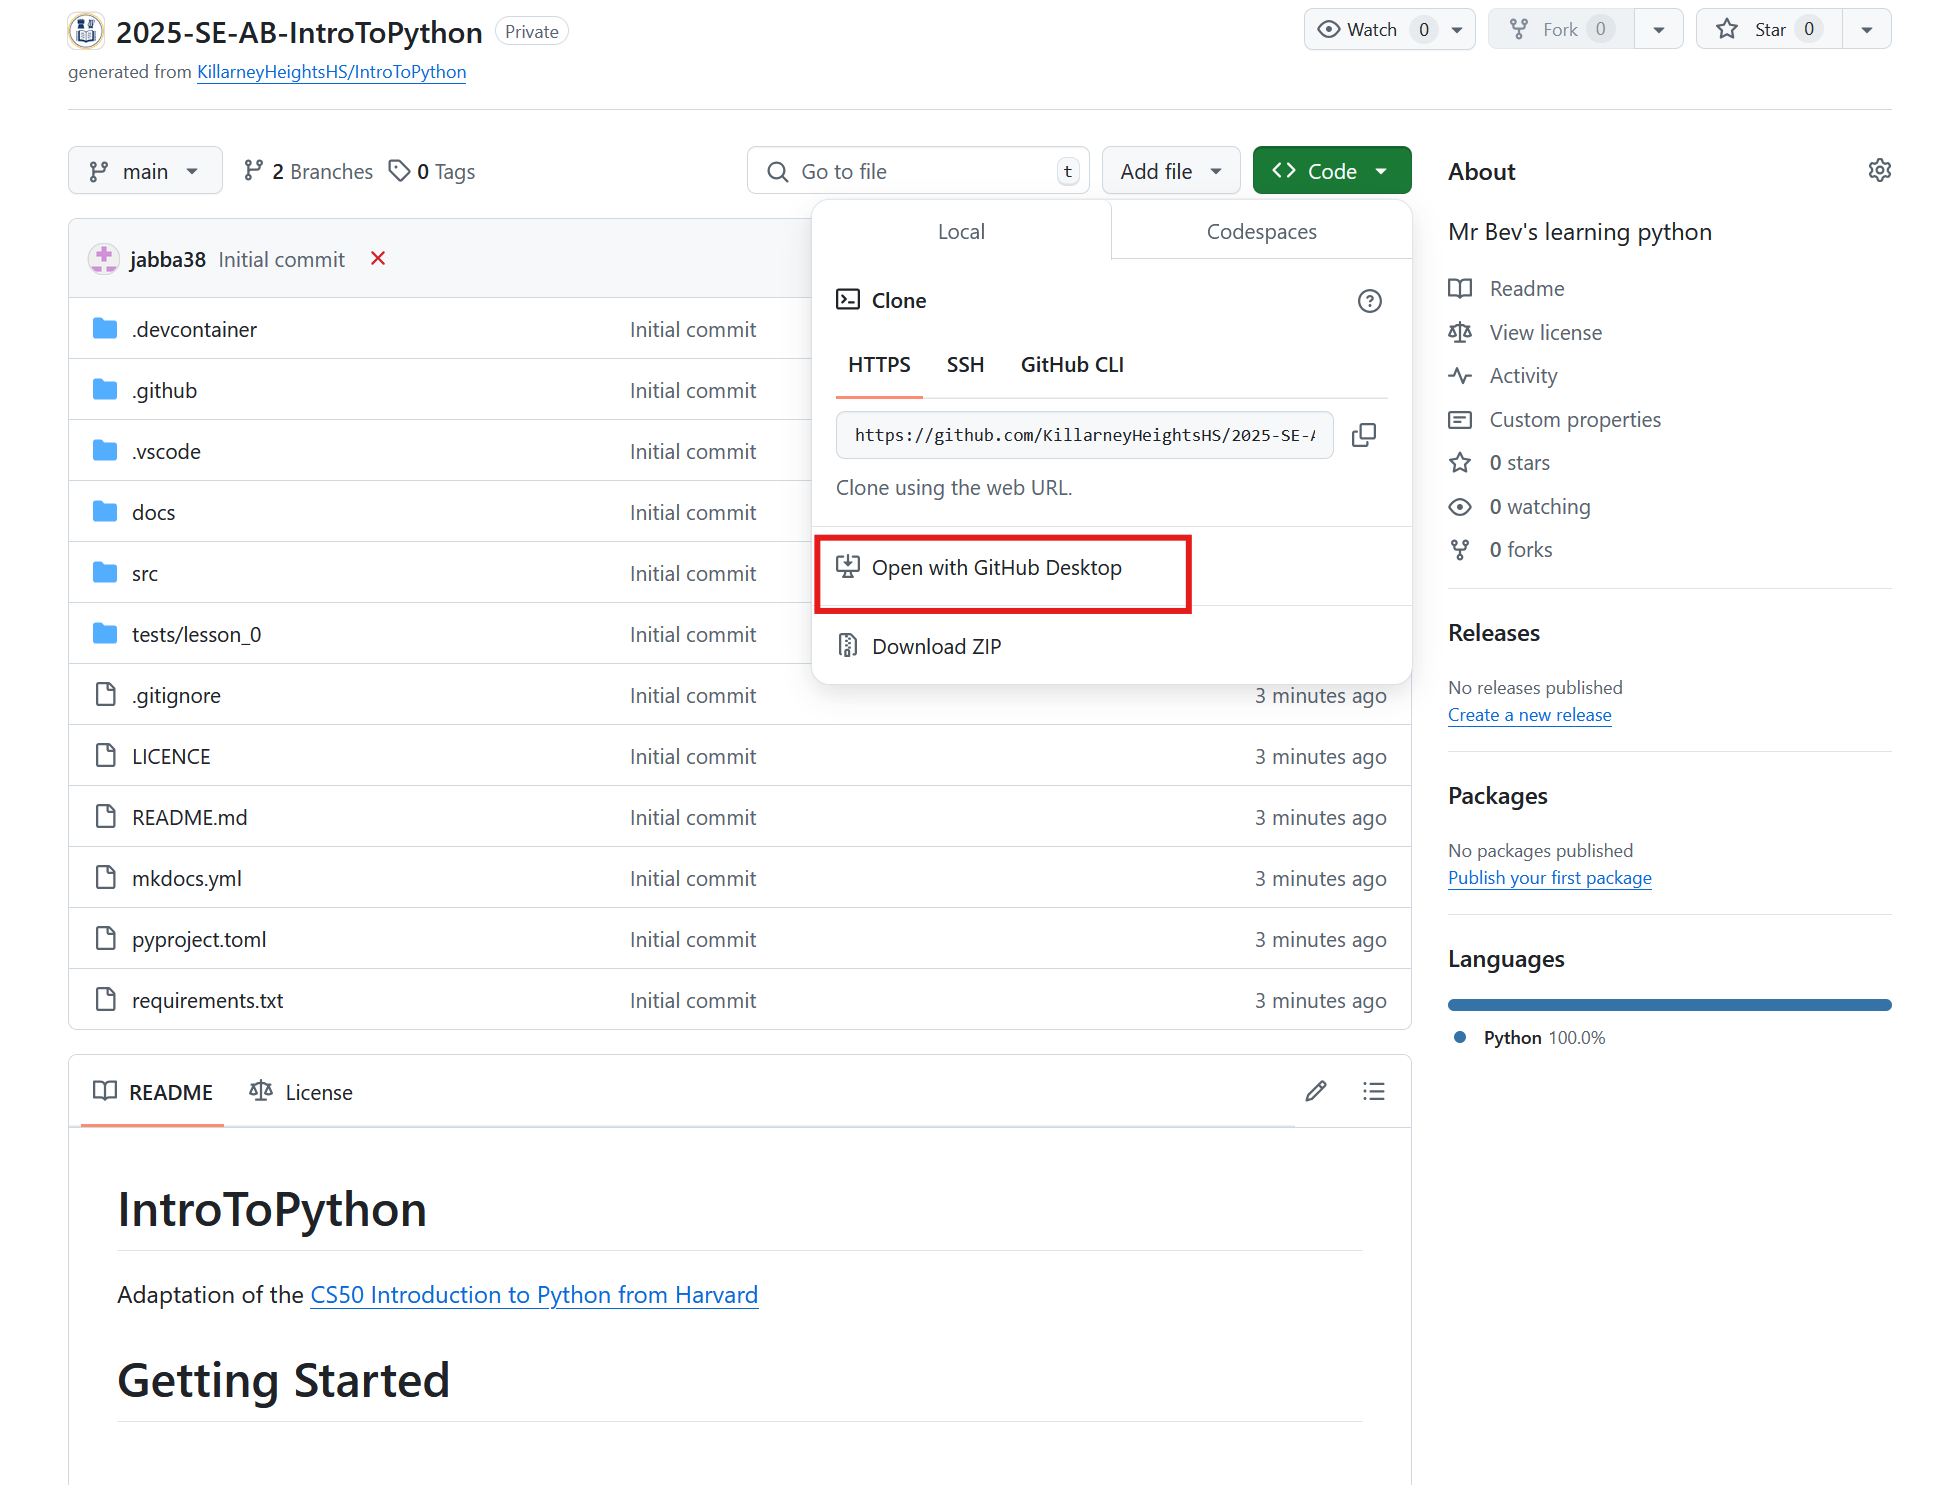 2025-SE-AB-IntroToPython Private
Watch 0
Fork 0
Star 0
generated from KillarneyHeightsHS/IntroToPython
main
2 Branches
0 Tags
Go to file t
Add file
Code
jabba38 Initial commit
.devcontainer Initial commit
.github Initial commit
.vscode Initial commit
docs Initial commit
src Initial commit
tests/lesson_0 Initial commit
.gitignore Initial commit 3 minutes ago
LICENCE Initial commit 3 minutes ago
README.md Initial commit 3 minutes ago
mkdocs.yml Initial commit 3 minutes ago
pyproject.toml Initial commit 3 minutes ago
requirements.txt Initial commit 3 minutes ago
Local Codespaces
Clone
HTTPS SSH GitHub CLI
https://github.com/KillarneyHeightsHS/2025-SE-A
Clone using the web URL.
Open with GitHub Desktop
Download ZIP
README License
IntroToPython
Adaptation of the CS50 Introduction to Python from Harvard
Getting Started
About
Mr Bev's learning python
Readme
View license
Activity
Custom properties
0 stars
0 watching
0 forks
Releases
No releases published
Create a new release
Packages
No packages published
Publish your first package
Languages
Python 100.0%